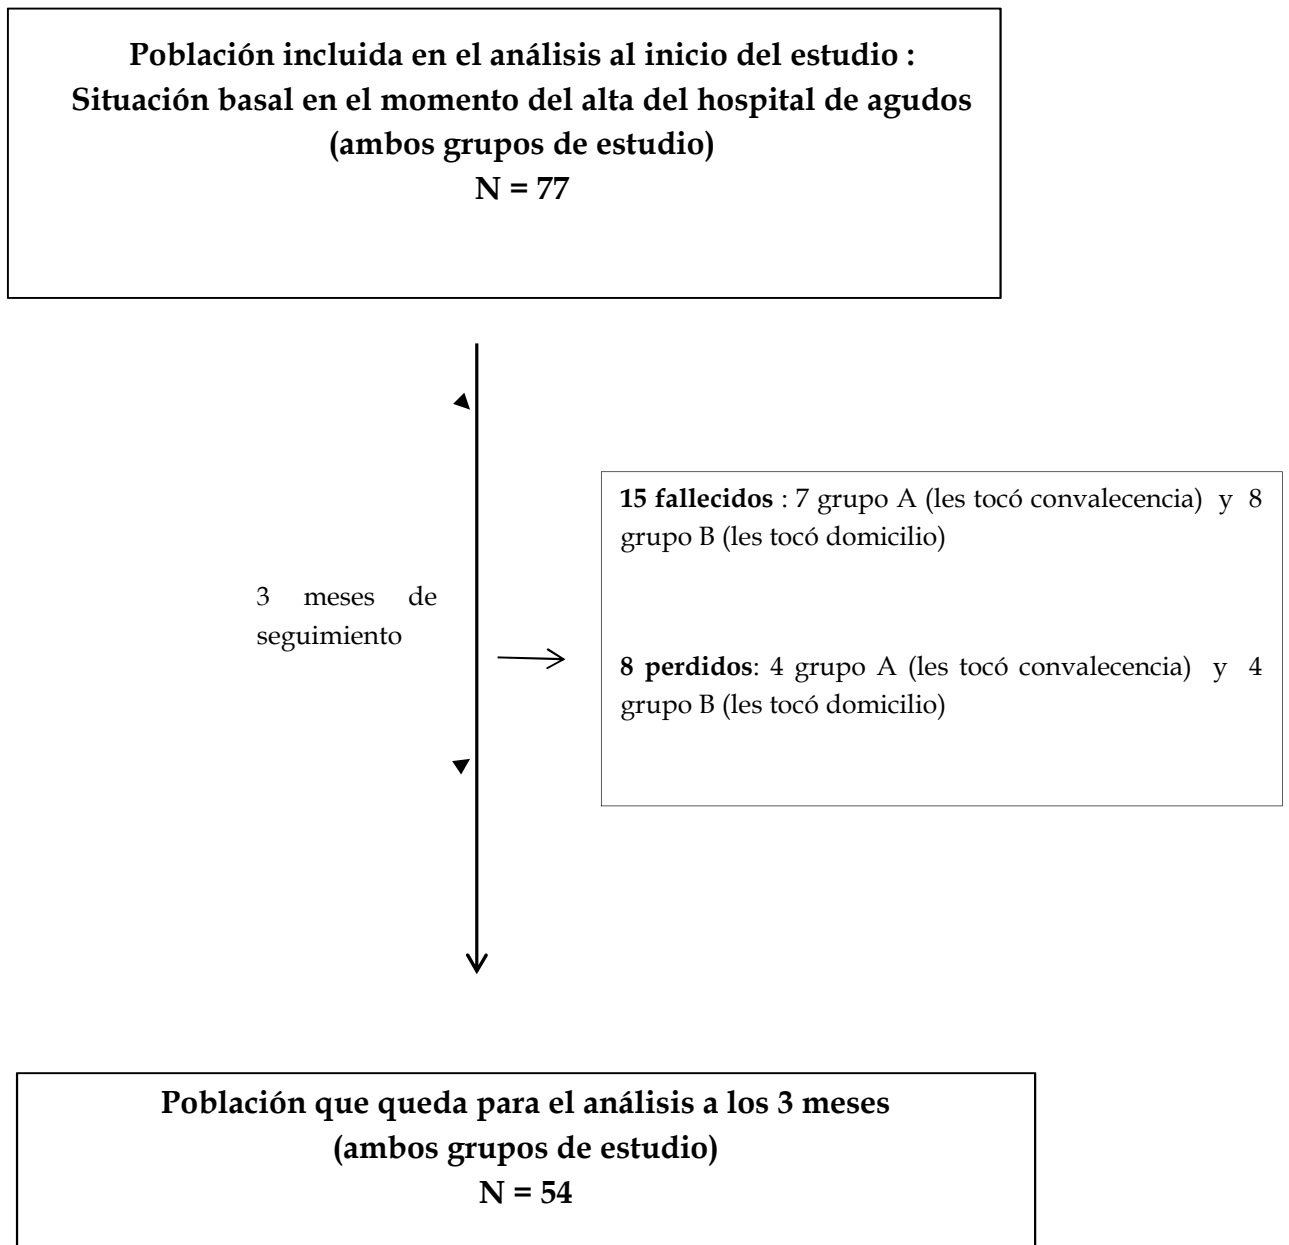 Población incluida en el análisis al inicio del estudio :
Situación basal en el momento del alta del hospital de agudos
(ambos grupos de estudio)
N = 77
15 fallecidos : 7 grupo A (les tocó convalecencia) y 8
grupo B (les tocó domicilio)
3 meses de
seguimiento
8 perdidos: 4 grupo A (les tocó convalecencia) y 4
grupo B (les tocó domicilio)
Población que queda para el análisis a los 3 meses
(ambos grupos de estudio)
N = 54